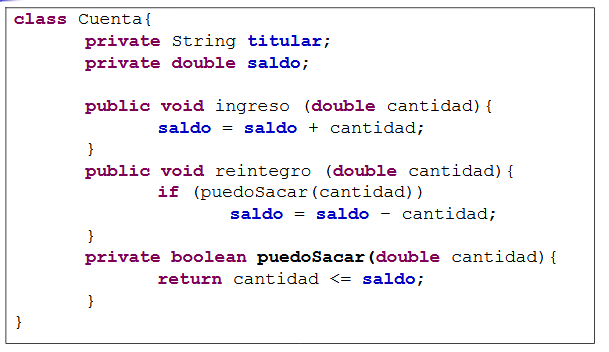 class Cuenta{
private String titular;
private double saldo;
public void ingreso (double cantidad){
saldo = saldo + cantidad;
}
public void reintegro (double cantidad){
if (puedoSacar(cantidad))
saldo = saldo - cantidad;
}
private boolean puedoSacar(double cantidad){
return cantidad <= saldo;
}
}